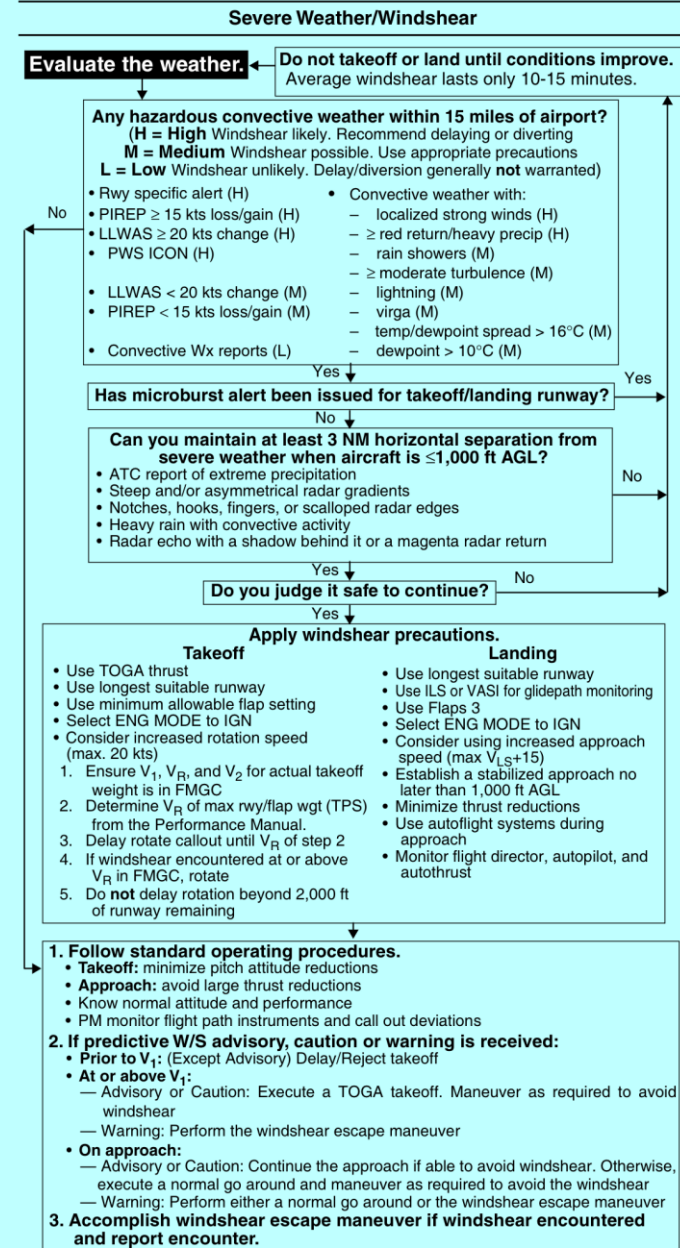 Severe Weather/Windshear
Evaluate the weather.
Do not takeoff or land until conditions improve.
Average windshear lasts only 10-15 minutes.
Any hazardous convective weather within 15 miles of airport?
(H = High Windshear likely. Recommend delaying or diverting
M = Medium Windshear possible. Use appropriate precautions
L = Low Windshear unlikely. Delay/diversion generally not warranted)
No
• Rwy specific alert (H)
• PIREP ≥ 15 kts loss/gain (H)
• LLWAS ≥ 20 kts change (H)
• PWS ICON (H)
• LLWAS < 20 kts change (M)
• PIREP < 15 kts loss/gain (M)
• Convective Wx reports (L)
• Convective weather with:
– localized strong winds (H)
– ≥ red return/heavy precip (H)
– rain showers (M)
– ≥ moderate turbulence (M)
– lightning (M)
– virga (M)
– temp/dewpoint spread > 16°C (M)
– dewpoint > 10°C (M)
Yes
Has microburst alert been issued for takeoff/landing runway?
Yes
No
Can you maintain at least 3 NM horizontal separation from
severe weather when aircraft is ≤1,000 ft AGL?
• ATC report of extreme precipitation
• Steep and/or asymmetrical radar gradients
• Notches, hooks, fingers, or scalloped radar edges
• Heavy rain with convective activity
• Radar echo with a shadow behind it or a magenta radar return
No
Yes
Do you judge it safe to continue?
No
Yes
Apply windshear precautions.
Takeoff
• Use TOGA thrust
• Use longest suitable runway
• Use minimum allowable flap setting
• Select ENG MODE to IGN
• Consider increased rotation speed
(max. 20 kts)
1. Ensure V1, VR, and V2 for actual takeoff
weight is in FMGC
2. Determine VR of max rwy/flap wgt (TPS)
from the Performance Manual.
3. Delay rotate callout until VR of step 2
4. If windshear encountered at or above
VR in FMGC, rotate
5. Do not delay rotation beyond 2,000 ft
of runway remaining
Landing
• Use longest suitable runway
• Use ILS or VASI for glidepath monitoring
• Use Flaps 3
• Select ENG MODE to IGN
• Consider using increased approach
speed (max VLS+15)
• Establish a stabilized approach no
later than 1,000 ft AGL
• Minimize thrust reductions
• Use autoflight systems during
approach
• Monitor flight director, autopilot, and
autothrust
1. Follow standard operating procedures.
• Takeoff: minimize pitch attitude reductions
• Approach: avoid large thrust reductions
• Know normal attitude and performance
• PM monitor flight path instruments and call out deviations
2. If predictive W/S advisory, caution or warning is received:
• Prior to V1: (Except Advisory) Delay/Reject takeoff
• At or above V1:
— Advisory or Caution: Execute a TOGA takeoff. Maneuver as required to avoid
windshear
— Warning: Perform the windshear escape maneuver
• On approach:
— Advisory or Caution: Continue the approach if able to avoid windshear. Otherwise,
execute a normal go around and maneuver as required to avoid the windshear
— Warning: Perform either a normal go around or the windshear escape maneuver
3. Accomplish windshear escape maneuver if windshear encountered
and report encounter.